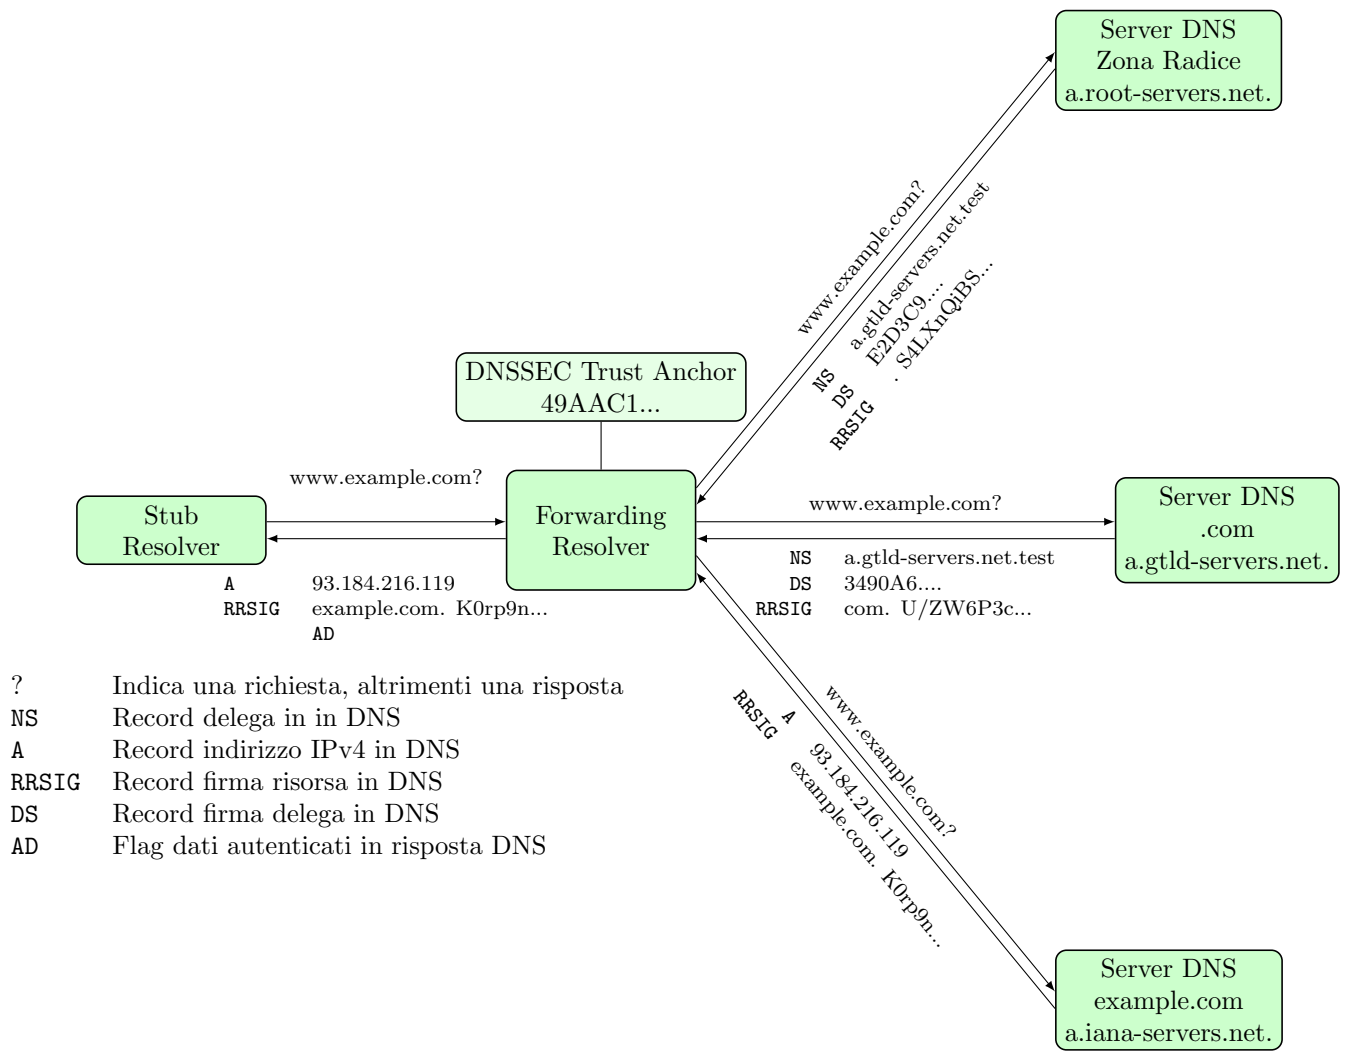 Server DNS
Zona Radice
a.root-servers.net.
www.example.com?
NS a.gtld-servers.net.test
DS E2D3C9....
RRSIG . S4LXnQiBS...
DNSSEC Trust Anchor
49AAC1...
www.example.com?
Stub
Resolver
Forwarding
Resolver
www.example.com?
Server DNS
.com
a.gtld-servers.net.
A 93.184.216.119
RRSIG example.com. K0rp9n...
AD
NS a.gtld-servers.net.test
DS 3490A6....
RRSIG com. U/ZW6P3c...
www.example.com?
A 93.184.216.119
RRSIG example.com. K0rp9n...
? Indica una richiesta, altrimenti una risposta
NS Record delega in in DNS
A Record indirizzo IPv4 in DNS
RRSIG Record firma risorsa in DNS
DS Record firma delega in DNS
AD Flag dati autenticati in risposta DNS
Server DNS
example.com
a.iana-servers.net.